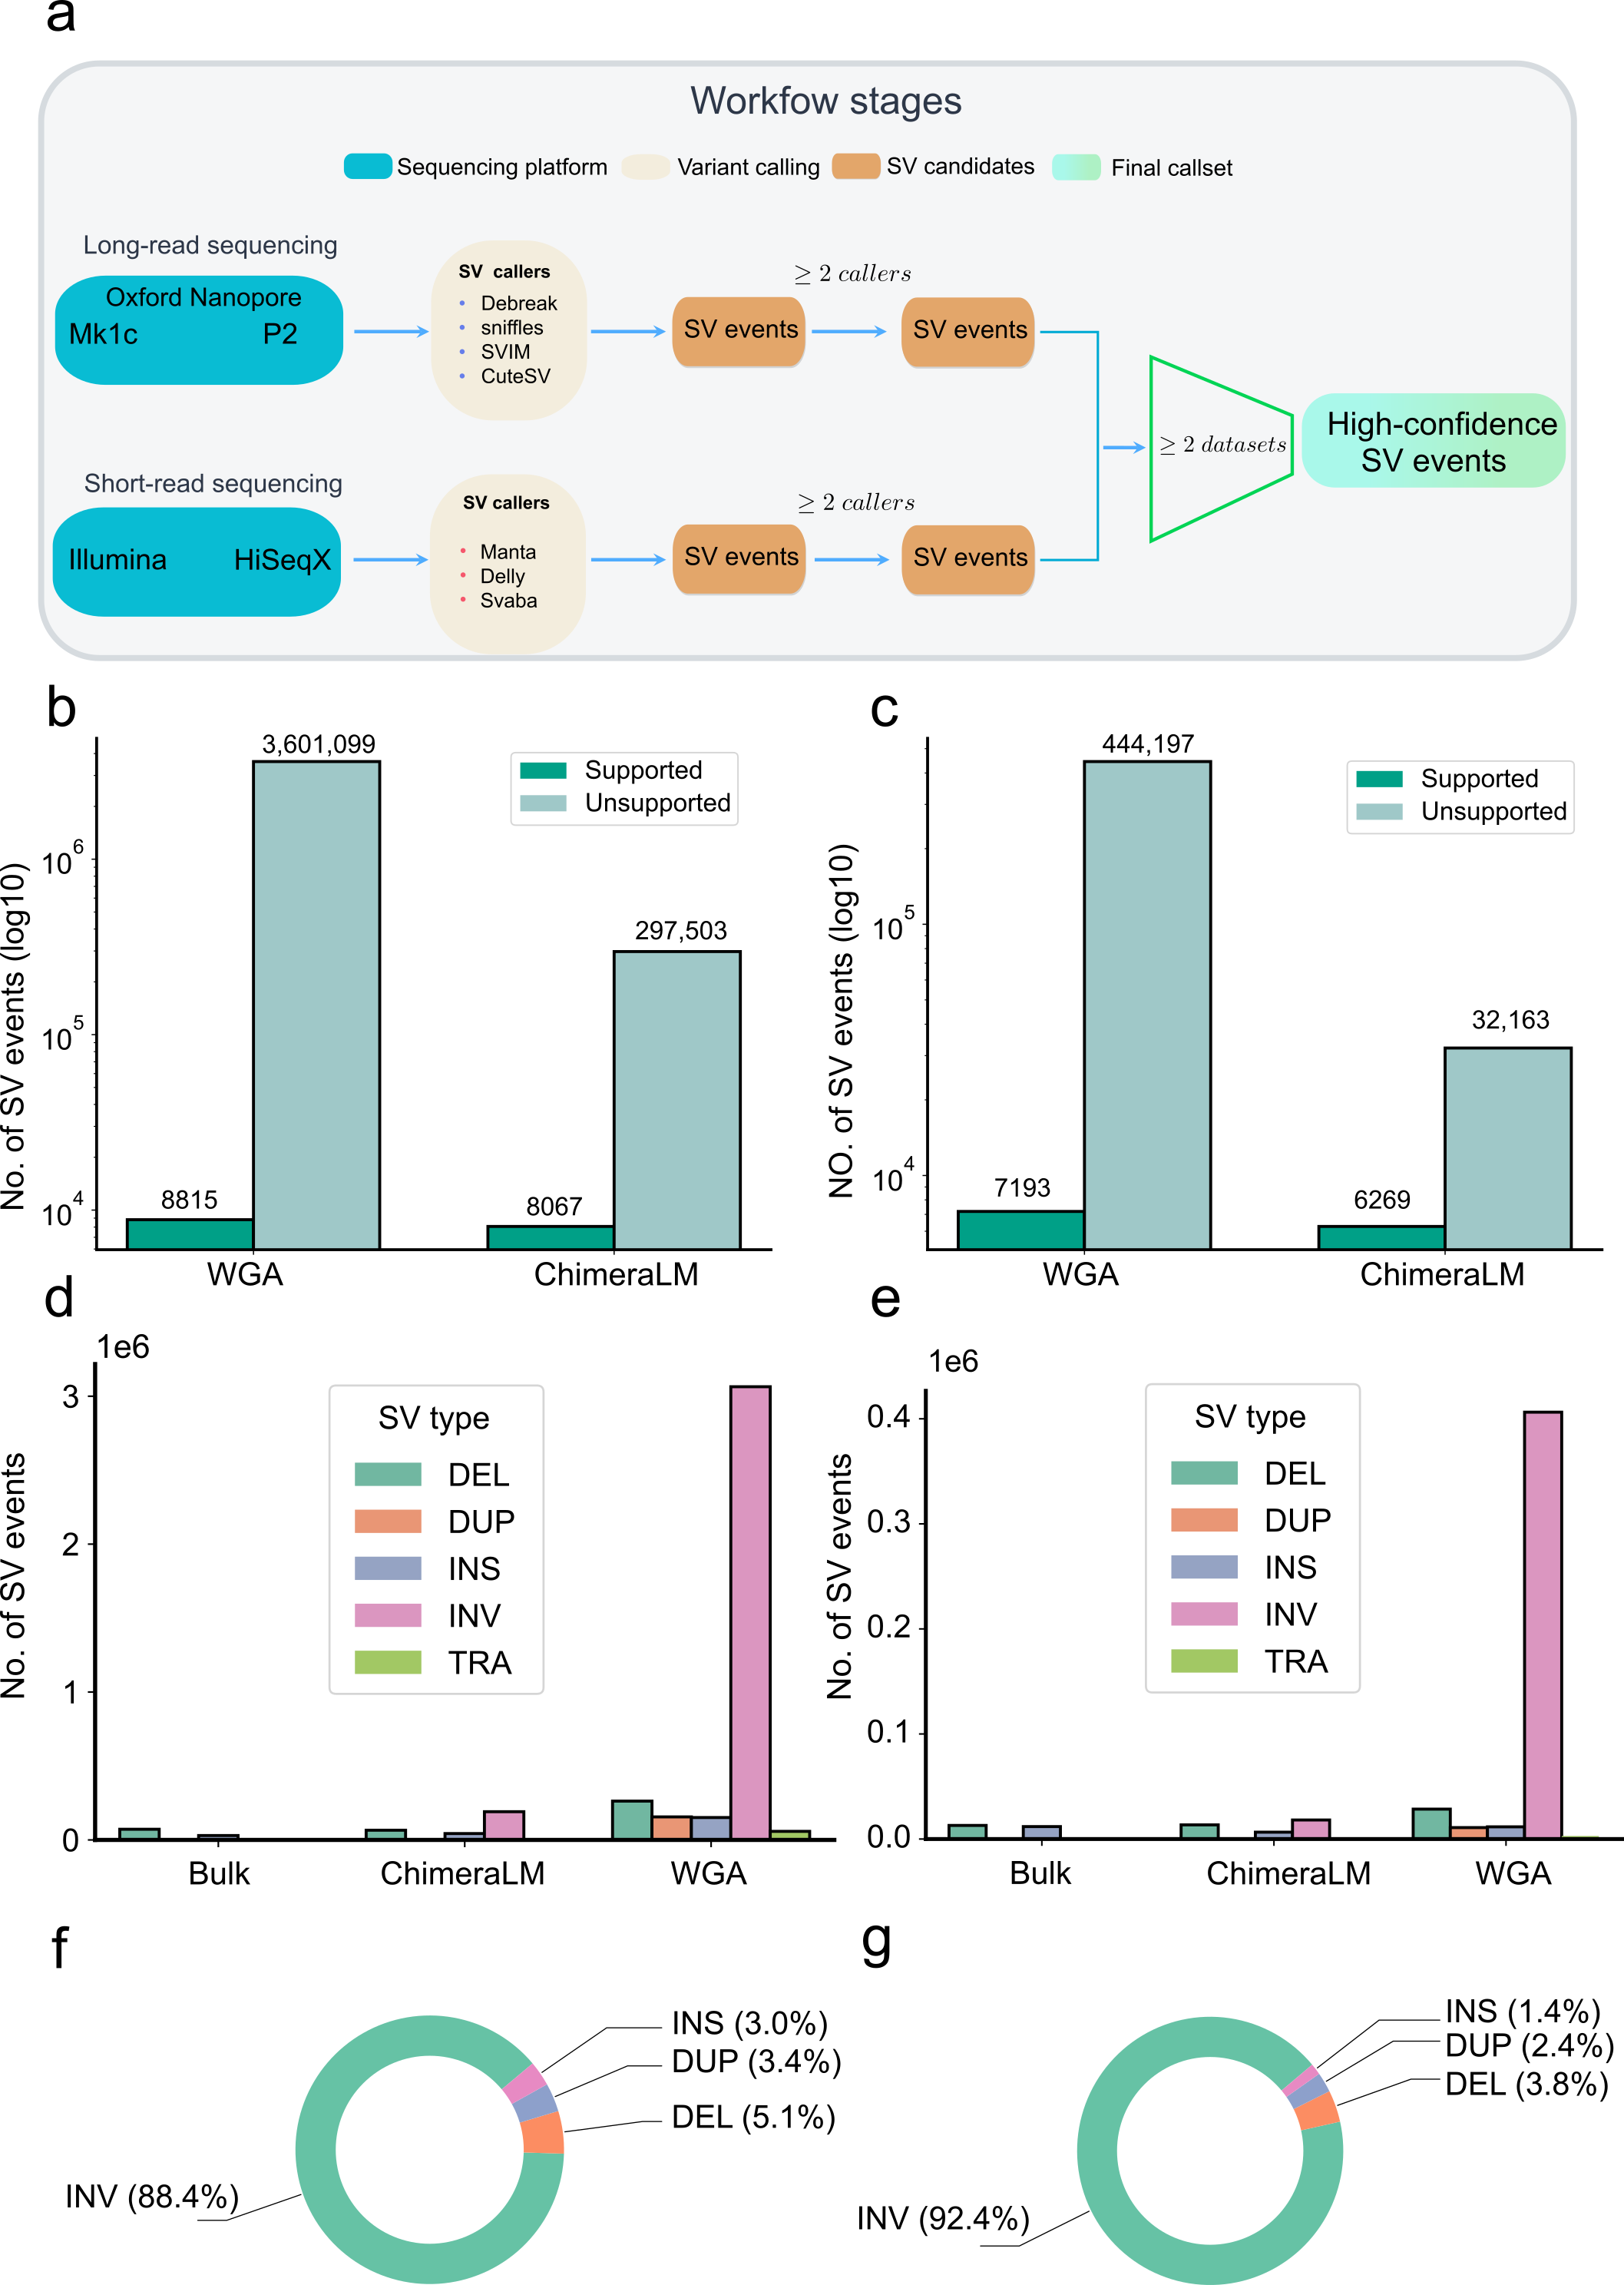 a
Workfow stages
Sequencing platform
Variant calling
SV candidates
Final callset
Long-read sequencing
Oxford Nanopore
Mk1c P2
SV callers
• Debreak
• sniffles
• SVIM
• CuteSV
SV events
≥ 2 callers
SV events
Short-read sequencing
Illumina HiSeqX
SV callers
• Manta
• Delly
• Svaba
SV events
≥ 2 callers
SV events
≥ 2 datasets
High-confidence
SV events
b
No. of SV events (log10)
10^6
10^5
10^4
3,601,099
297,503
8815
8067
Supported
Unsupported
WGA
ChimeraLM
c
NO. of SV events (log10)
10^5
10^4
444,197
32,163
7193
6269
Supported
Unsupported
WGA
ChimeraLM
d
1e6
No. of SV events
3
2
1
0
SV type
DEL
DUP
INS
INV
TRA
Bulk
ChimeraLM
WGA
e
1e6
No. of SV events
0.4
0.3
0.2
0.1
0.0
SV type
DEL
DUP
INS
INV
TRA
Bulk
ChimeraLM
WGA
f
INS (3.0%)
DUP (3.4%)
DEL (5.1%)
INV (88.4%)
g
INS (1.4%)
DUP (2.4%)
DEL (3.8%)
INV (92.4%)